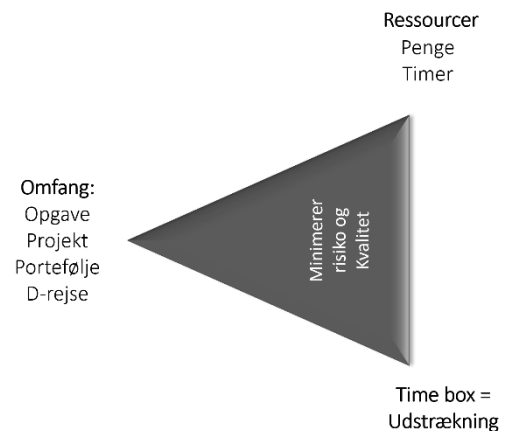 Ressourcer
Penge
Timer
Omfang:
Opgave
Projekt
Portefølje
D-rejse
Minimerer
risiko og
Kvalitet
Time box =
Udstrækning